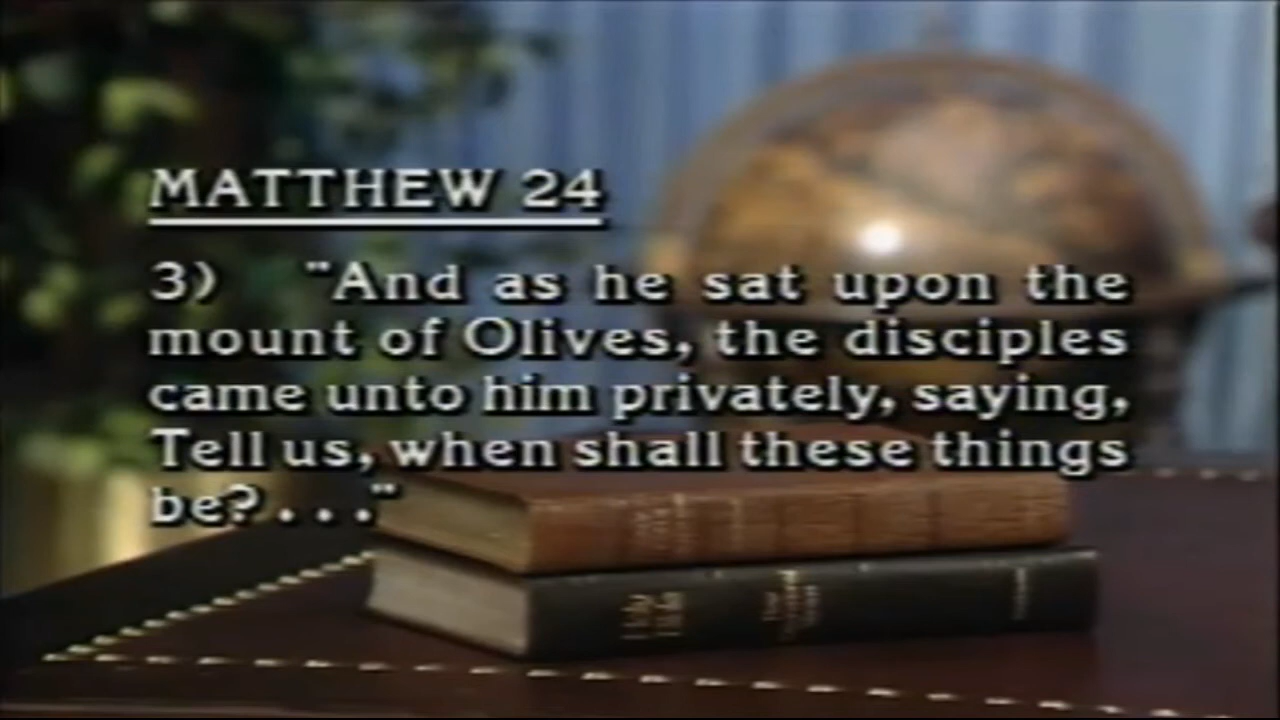 MATTHEW 24
3) "And as he sat upon the
mount of Olives, the disciples
came unto him privately, saying,
Tell us, when shall these things
be?..."